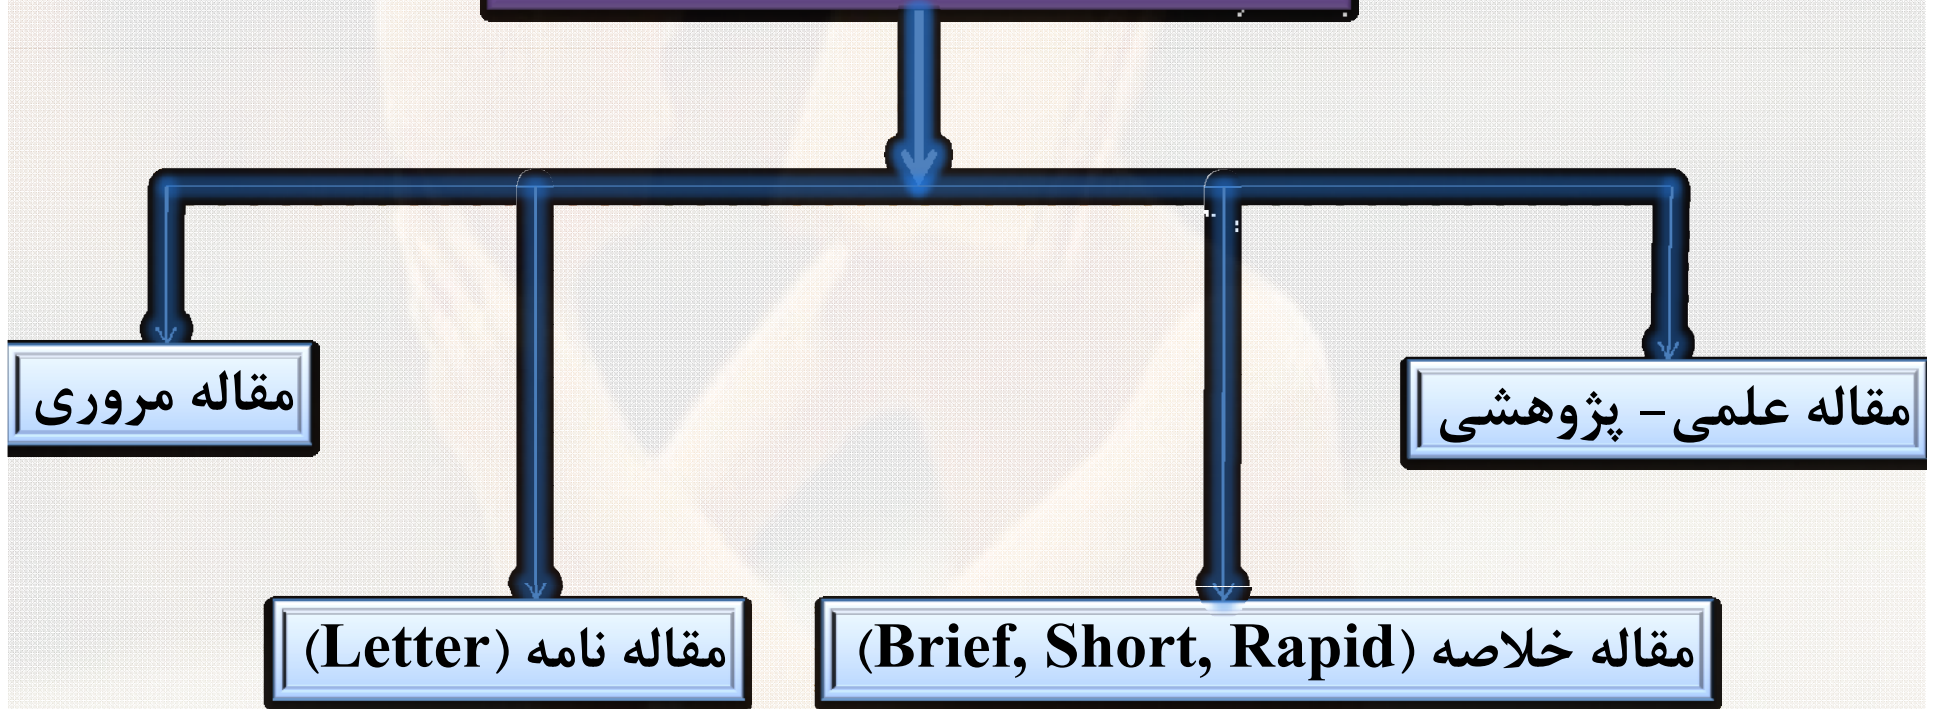 مقاله علمی- پژوهشی
مقاله مروری
مقاله خلاصه (Brief, Short, Rapid)
مقاله نامه (Letter)